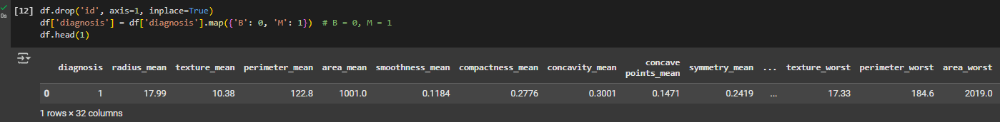 [12] df.drop('id', axis=1, inplace=True)
0s df['diagnosis'] = df['diagnosis'].map({'B': 0, 'M': 1})  # B = 0, M = 1
df.head(1)
diagnosis radius_mean texture_mean perimeter_mean area_mean smoothness_mean compactness_mean concavity_mean concave points_mean symmetry_mean ... texture_worst perimeter_worst area_worst
0 1 17.99 10.38 122.8 1001.0 0.1184 0.2776 0.3001 0.1471 0.2419 ... 17.33 184.6 2019.0
1 rows × 32 columns